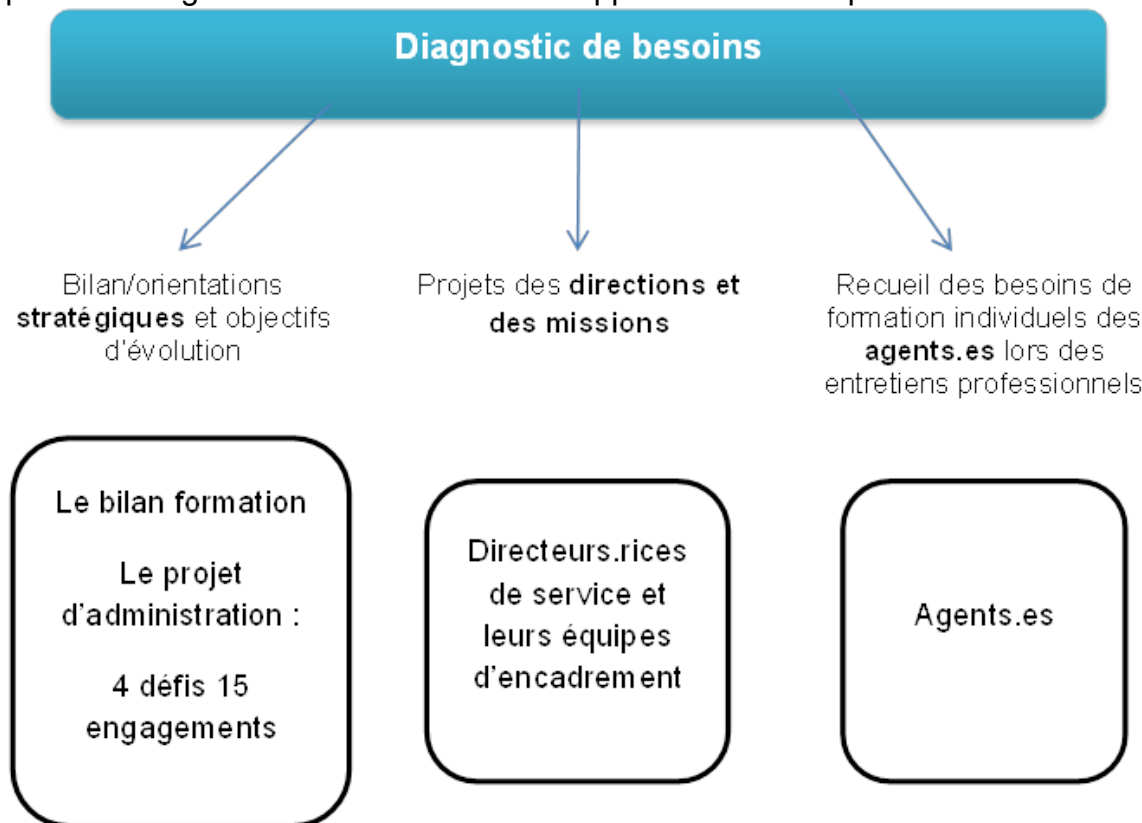 Diagnostic de besoins
Bilan/orientations
stratégiques et objectifs
d'évolution
Projets des directions et
des missions
Recueil des besoins de
formation individuels des
agents.es lors des
entretiens professionnels
Le bilan formation
Le projet
d'administration :
4 défis 15
engagements
Directeurs.rices
de service et
leurs équipes
d'encadrement
Agents.es